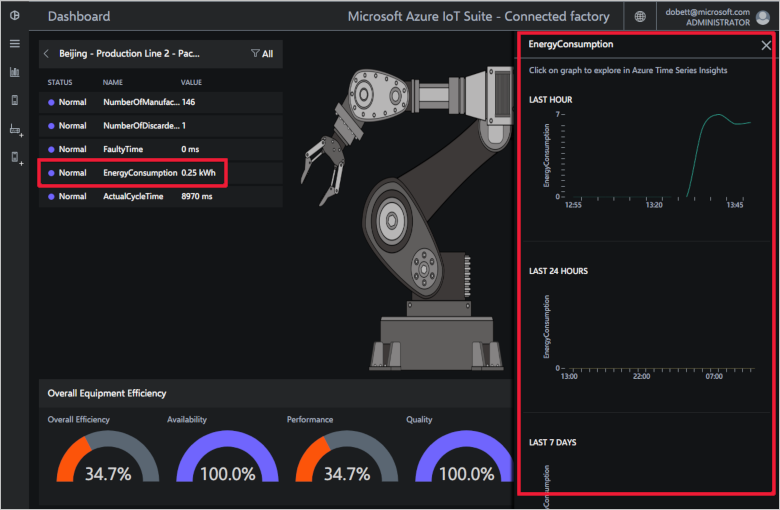 Dashboard
Microsoft Azure IoT Suite - Connected factory
dobett@microsoft.com
ADMINISTRATOR
Beijing - Production Line 2 - Pac...
All
STATUS NAME VALUE
Normal NumberOfManufac... 146
Normal NumberOfDiscarde... 1
Normal FaultyTime 0 ms
Normal EnergyConsumption 0.25 kWh
Normal ActualCycleTime 8970 ms
Overall Equipment Efficiency
Overall Efficiency Availability Performance Quality
34.7% 100.0% 34.7% 100.0%
EnergyConsumption
Click on graph to explore in Azure Time Series Insights
LAST HOUR
7
EnergyConsumption
0
12:55 13:20 13:45
LAST 24 HOURS
EnergyConsumption
0
13:00 22:00 07:00
LAST 7 DAYS